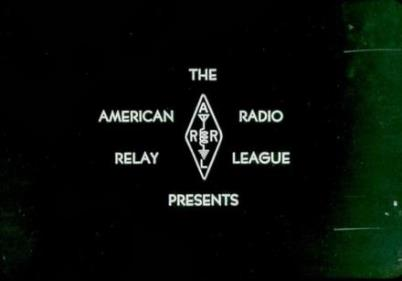 THE
AMERICAN RADIO
A
R R
L
RELAY LEAGUE
PRESENTS